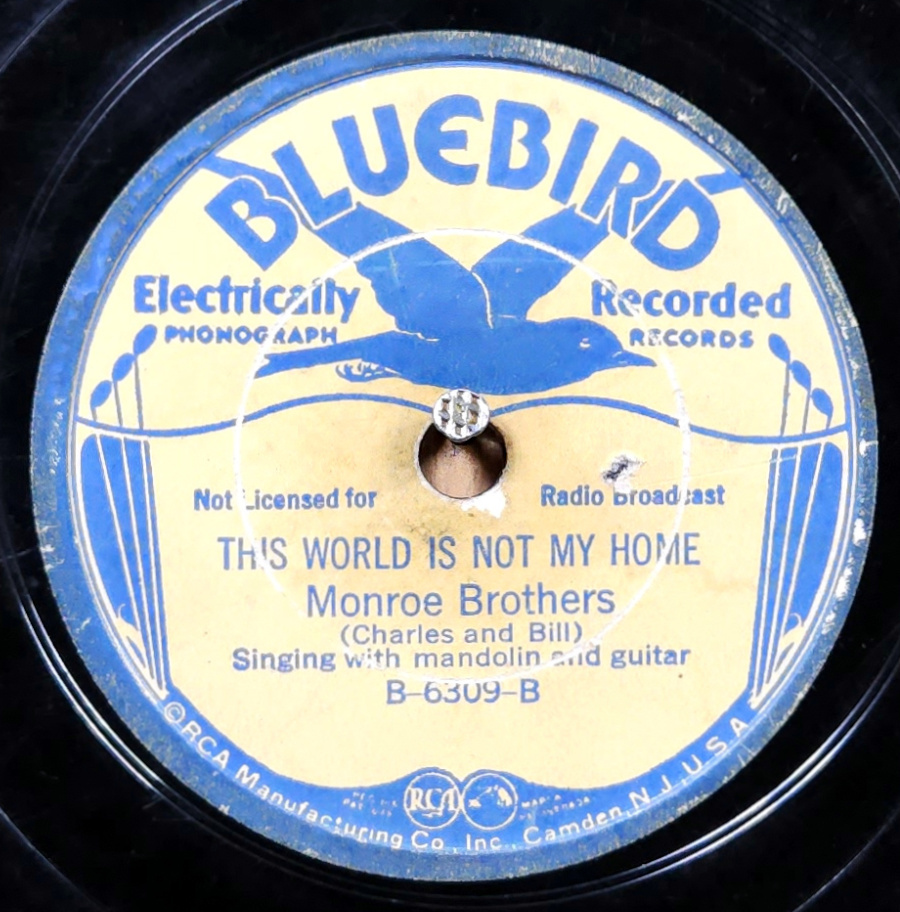 BLUEBIRD
Electrically Recorded
PHONOGRAPH RECORDS
Not Licensed for Radio Broadcast
THIS WORLD IS NOT MY HOME
Monroe Brothers
(Charles and Bill)
Singing with mandolin and guitar
B-6309-B
RCA
©RCA Manufacturing Co., Inc., Camden, N.J. U.S.A